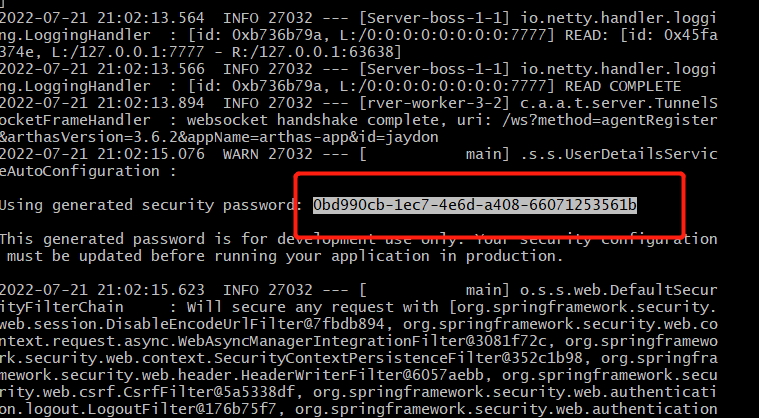 ]
2022-07-21 21:02:13.564  INFO 27032 --- [Server-boss-1-1] io.netty.handler.loggi
ng.LoggingHandler  : [id: 0xb736b79a, L:/0:0:0:0:0:0:0:0:7777] READ: [id: 0x45fa
374e, L:/127.0.0.1:7777 - R:/127.0.0.1:63638]
2022-07-21 21:02:13.566  INFO 27032 --- [Server-boss-1-1] io.netty.handler.loggi
ng.LoggingHandler  : [id: 0xb736b79a, L:/0:0:0:0:0:0:0:0:7777] READ COMPLETE
2022-07-21 21:02:13.894  INFO 27032 --- [rver-worker-3-2] c.a.a.t.server.TunnelS
ocketFrameHandler  : websocket handshake complete, uri: /ws?method=agentRegister
&arthasVersion=3.6.2&appName=arthas-app&id=jaydon
2022-07-21 21:02:15.076  WARN 27032 --- [           main] .s.s.UserDetailsServic
eAutoConfiguration :
Using generated security password: 0bd990cb-1ec7-4e6d-a408-66071253561b
This generated password is for development use only. Your security configuration
must be updated before running your application in production.
2022-07-21 21:02:15.623  INFO 27032 --- [           main] o.s.s.web.DefaultSecur
ityFilterChain     : Will secure any request with [org.springframework.security.
web.session.DisableEncodeUrlFilter@7fbdb894, org.springframework.security.web.co
ntext.request.async.WebAsyncManagerIntegrationFilter@3081f72c, org.springframewo
rk.security.web.context.SecurityContextPersistenceFilter@352c1b98, org.springfra
mework.security.web.header.HeaderWriterFilter@6057aebb, org.springframework.secu
rity.web.csrf.CsrfFilter@5a5338df, org.springframework.security.web.authenticati
on.logout.LogoutFilter@176b75f7, org.springframework.security.web.authentication